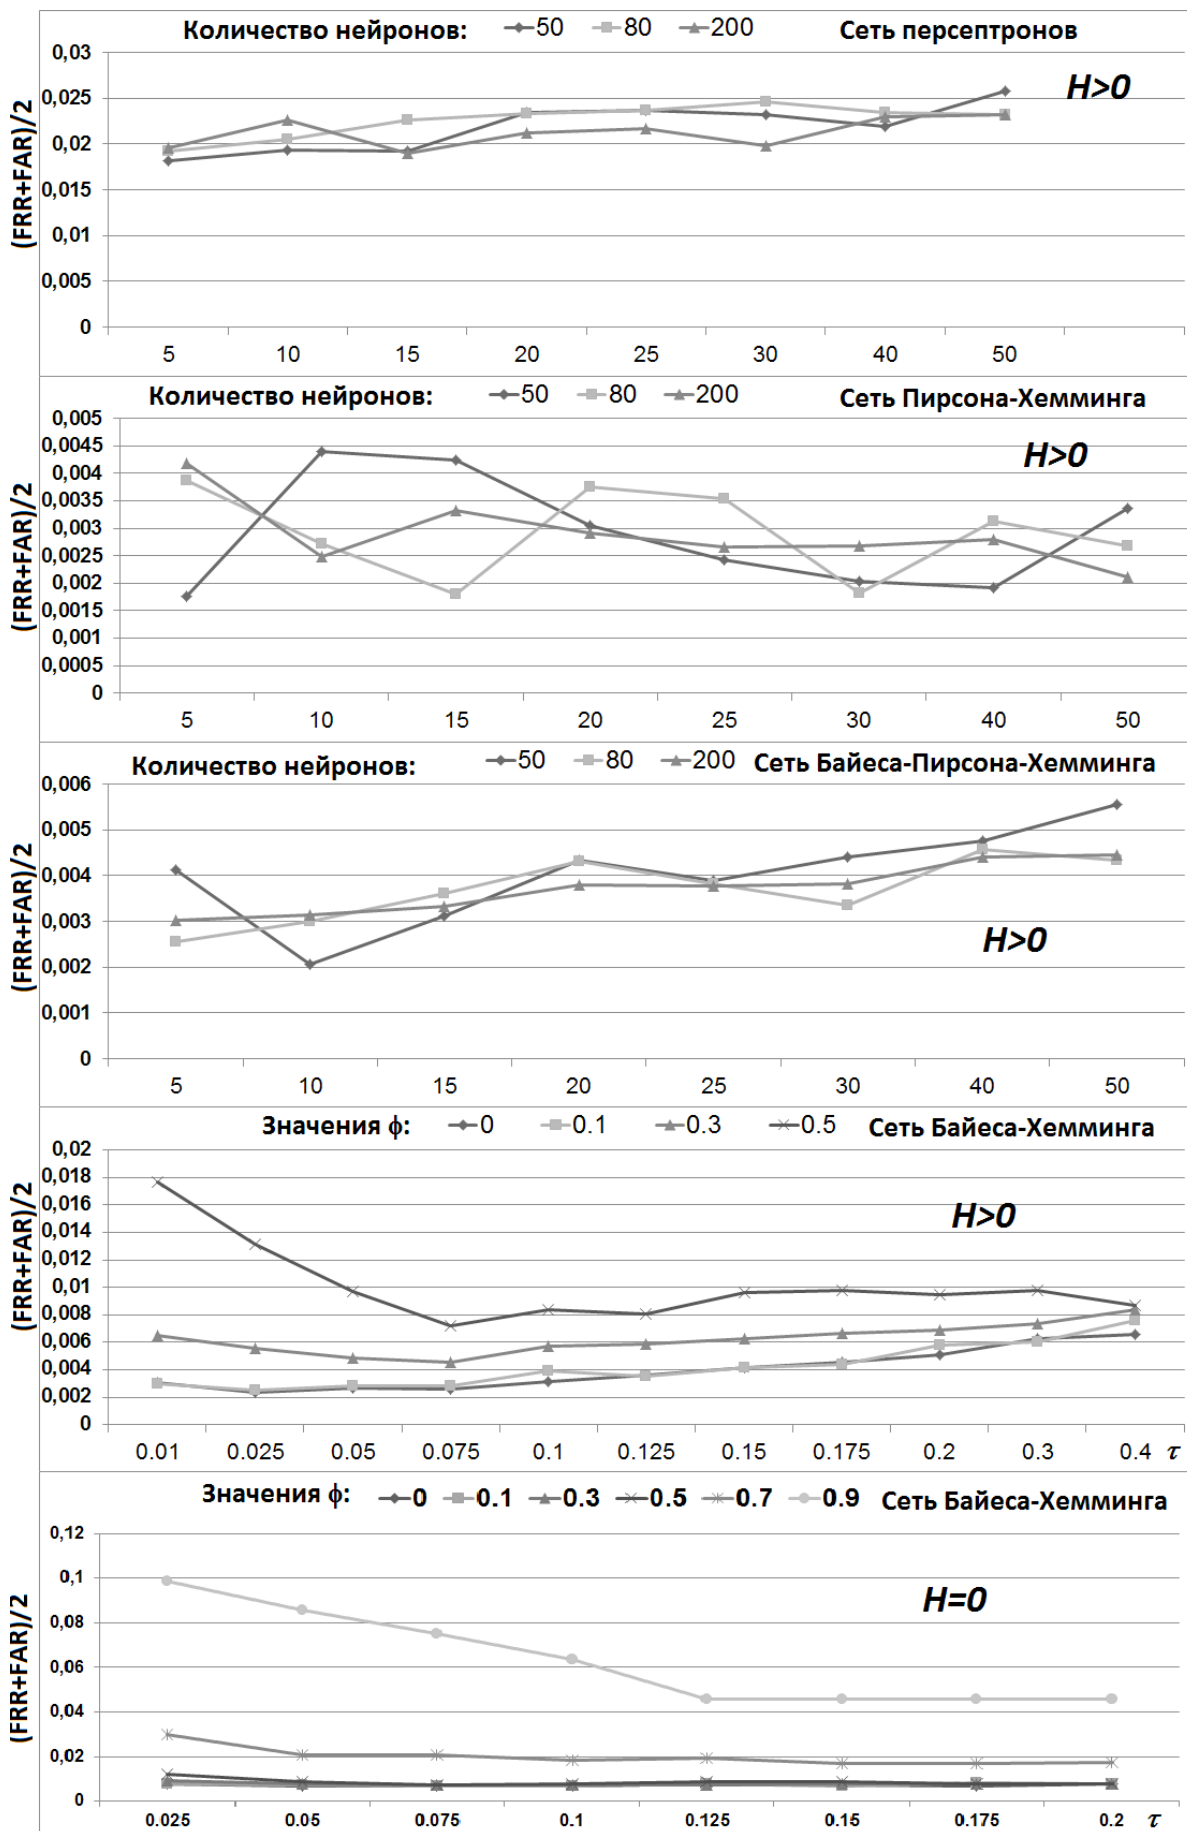 Количество нейронов: 50 80 200 Сеть персептронов
0,03
0,025
0,02
0,015
0,01
0,005
0
(FRR+FAR)/2
H>0
5 10 15 20 25 30 40 50
Количество нейронов: 50 80 200 Сеть Пирсона-Хемминга
0,005
0,0045
0,004
0,0035
0,003
0,0025
0,002
0,0015
0,001
0,0005
0
(FRR+FAR)/2
H>0
5 10 15 20 25 30 40 50
Количество нейронов: 50 80 200 Сеть Байеса-Пирсона-Хемминга
0,006
0,005
0,004
0,003
0,002
0,001
0
(FRR+FAR)/2
H>0
5 10 15 20 25 30 40 50
Значения ϕ: 0 0.1 0.3 0.5 Сеть Байеса-Хемминга
0,02
0,018
0,016
0,014
0,012
0,01
0,008
0,006
0,004
0,002
0
(FRR+FAR)/2
H>0
0.01 0.025 0.05 0.075 0.1 0.125 0.15 0.175 0.2 0.3 0.4 τ
Значения ϕ: 0 0.1 0.3 0.5 0.7 0.9 Сеть Байеса-Хемминга
0,12
0,1
0,08
0,06
0,04
0,02
0
(FRR+FAR)/2
H=0
0.025 0.05 0.075 0.1 0.125 0.15 0.175 0.2 τ